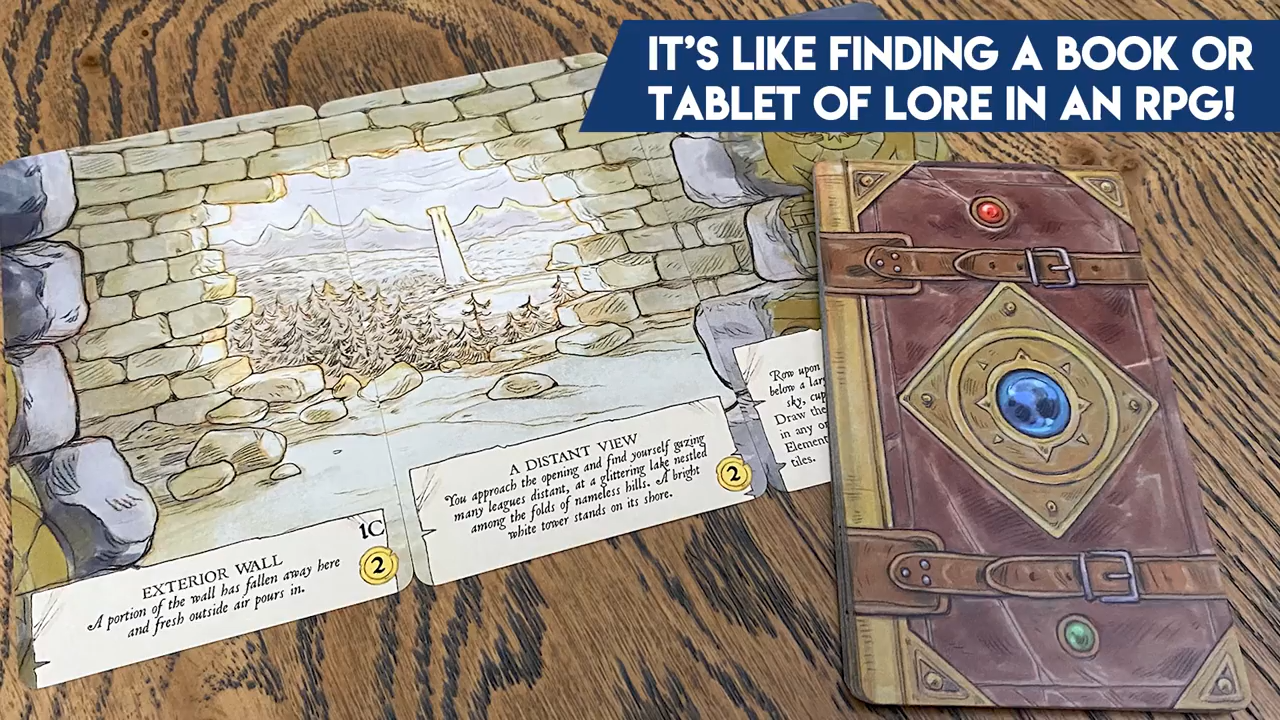 IT'S LIKE FINDING A BOOK OR
TABLET OF LORE IN AN RPG!
A DISTANT VIEW
You approach the opening and find yourself gazing
many leagues distant, at a glittering lake nestled
among the folds of nameless hills. A bright
white tower stands on its shore.
2
Row upon
below a
sky,
Draw the
in any
Element
tiles.
1C
EXTERIOR WALL
2
A portion of the wall has fallen away here
and fresh outside air pours in.